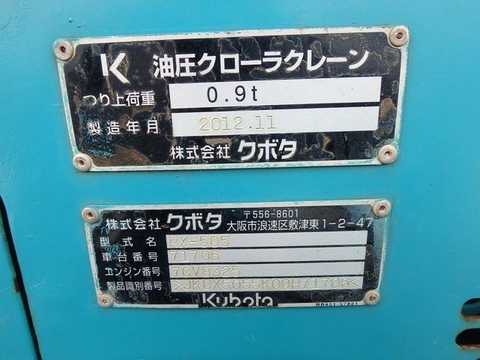 K 油圧クローラクレーン
つり上荷重 0.9t
製造年月 2012.11
株式会社 クボタ
株式会社 クボタ 〒556-8601 大阪市浪速区敷津東1-2-47
型式名 RX-505
車台番号 71706
エンジン番号 7CV9325
製品識別番号
Kubota